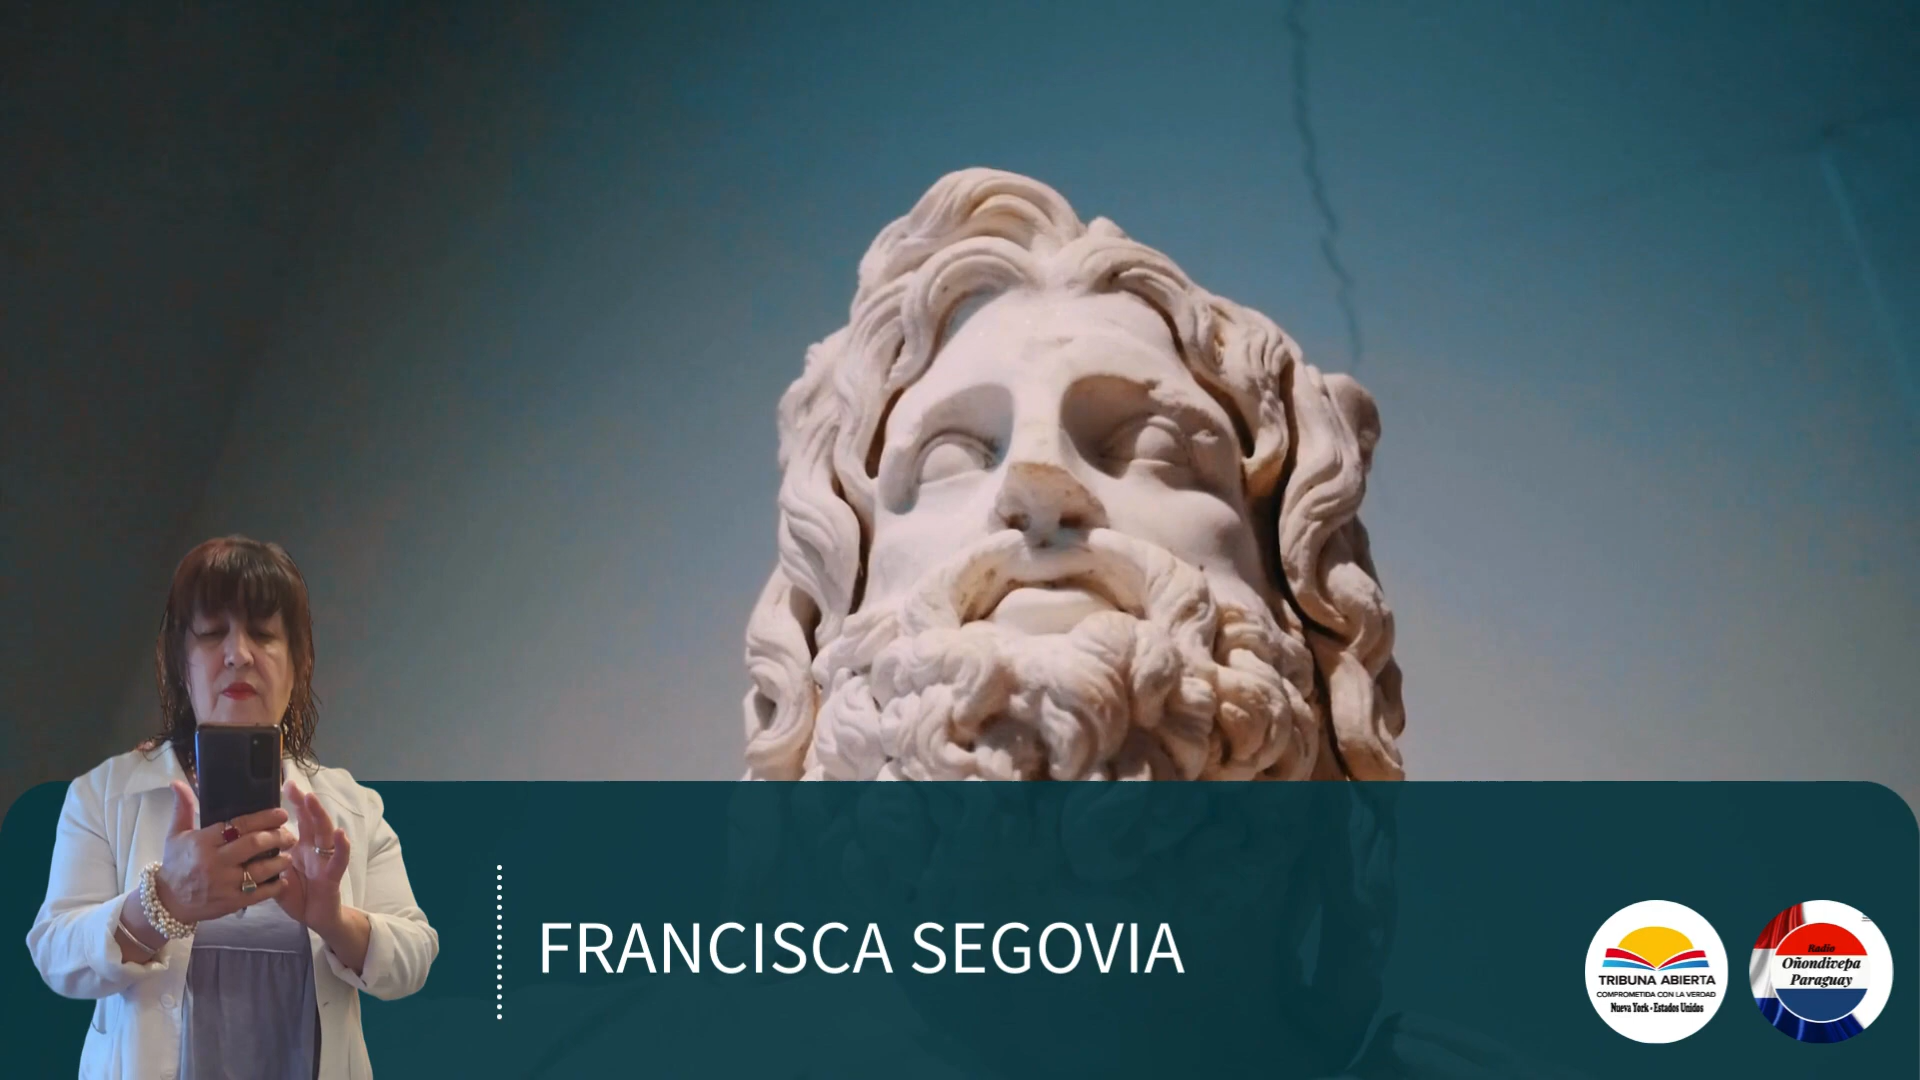 FRANCISCA SEGOVIA
TRIBUNA ABIERTA
COMPROMETIDA CON LA VERDAD
Nueva York - Estados Unidos
Radio
Oñondivepa
Paraguay